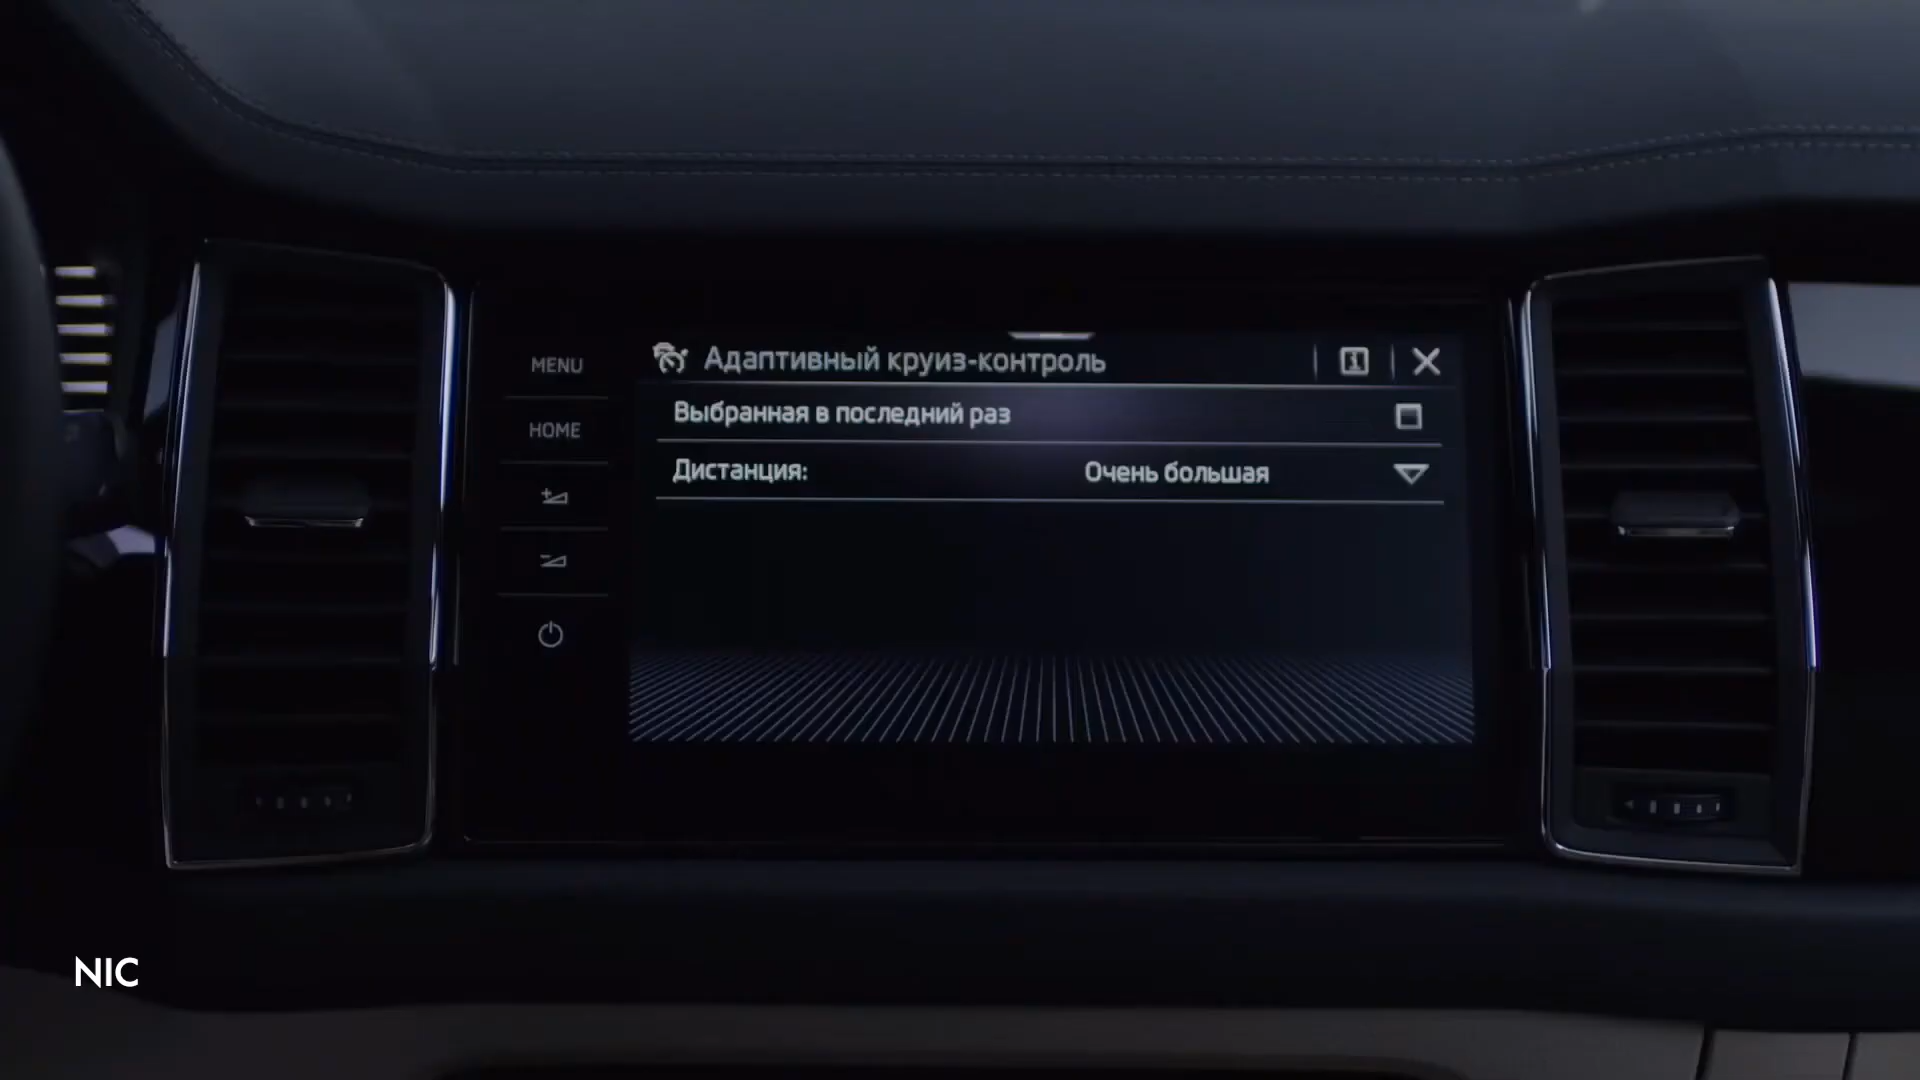 MENU
HOME
Адаптивный круиз-контроль
Выбранная в последний раз
Дистанция: Очень большая
NIC